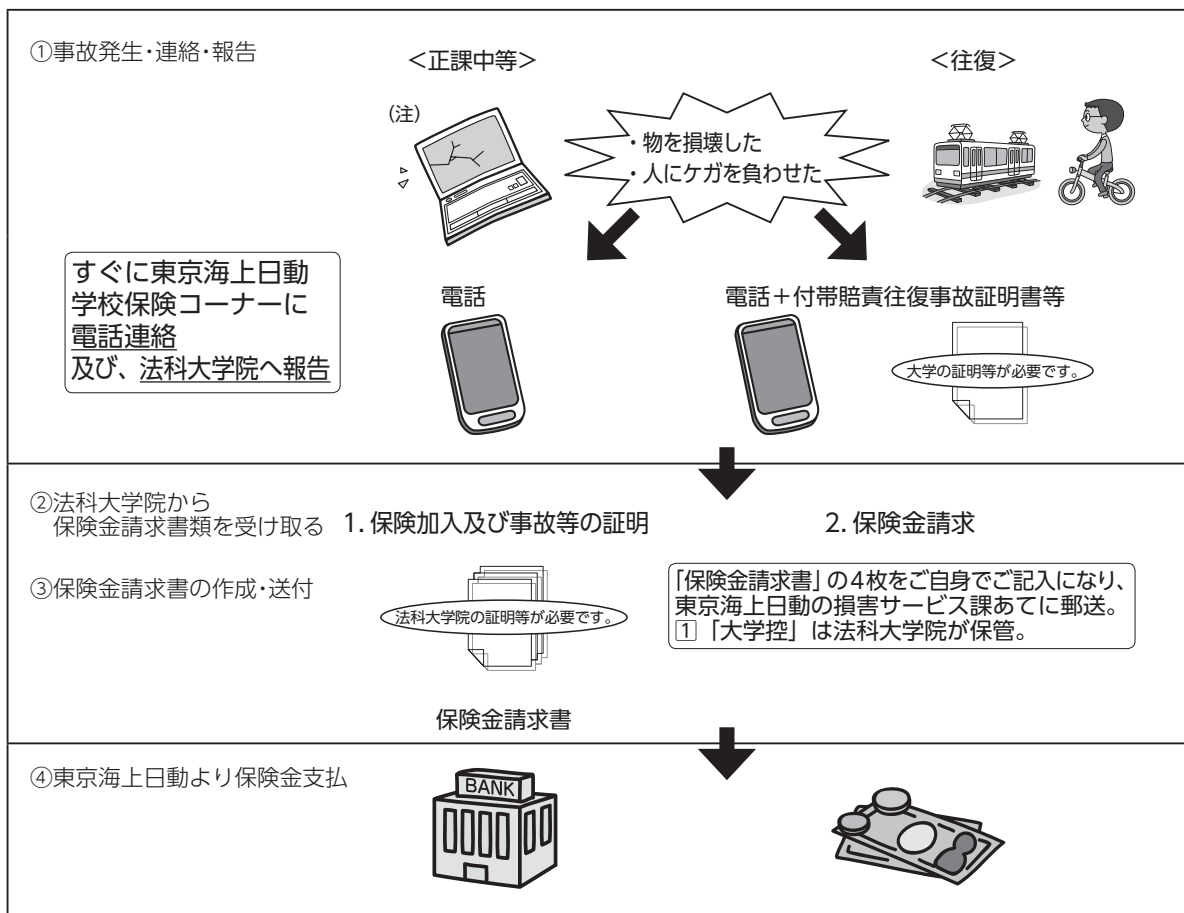 ①事故発生・連絡・報告
＜正課中等＞
＜往復＞
(注)
・物を損壊した
・人にケガを負わせた
すぐに東京海上日動
学校保険コーナーに
電話連絡
及び、法科大学院へ報告
電話
電話＋付帯賠責往復事故証明書等
大学の証明等が必要です。
②法科大学院から
保険金請求書類を受け取る
1. 保険加入及び事故等の証明
2. 保険金請求
③保険金請求書の作成・送付
法科大学院の証明等が必要です。
「保険金請求書」の4枚をご自身でご記入になり、
東京海上日動の損害サービス課あてに郵送。
1 「大学控」は法科大学院が保管。
保険金請求書
④東京海上日動より保険金支払
BANK